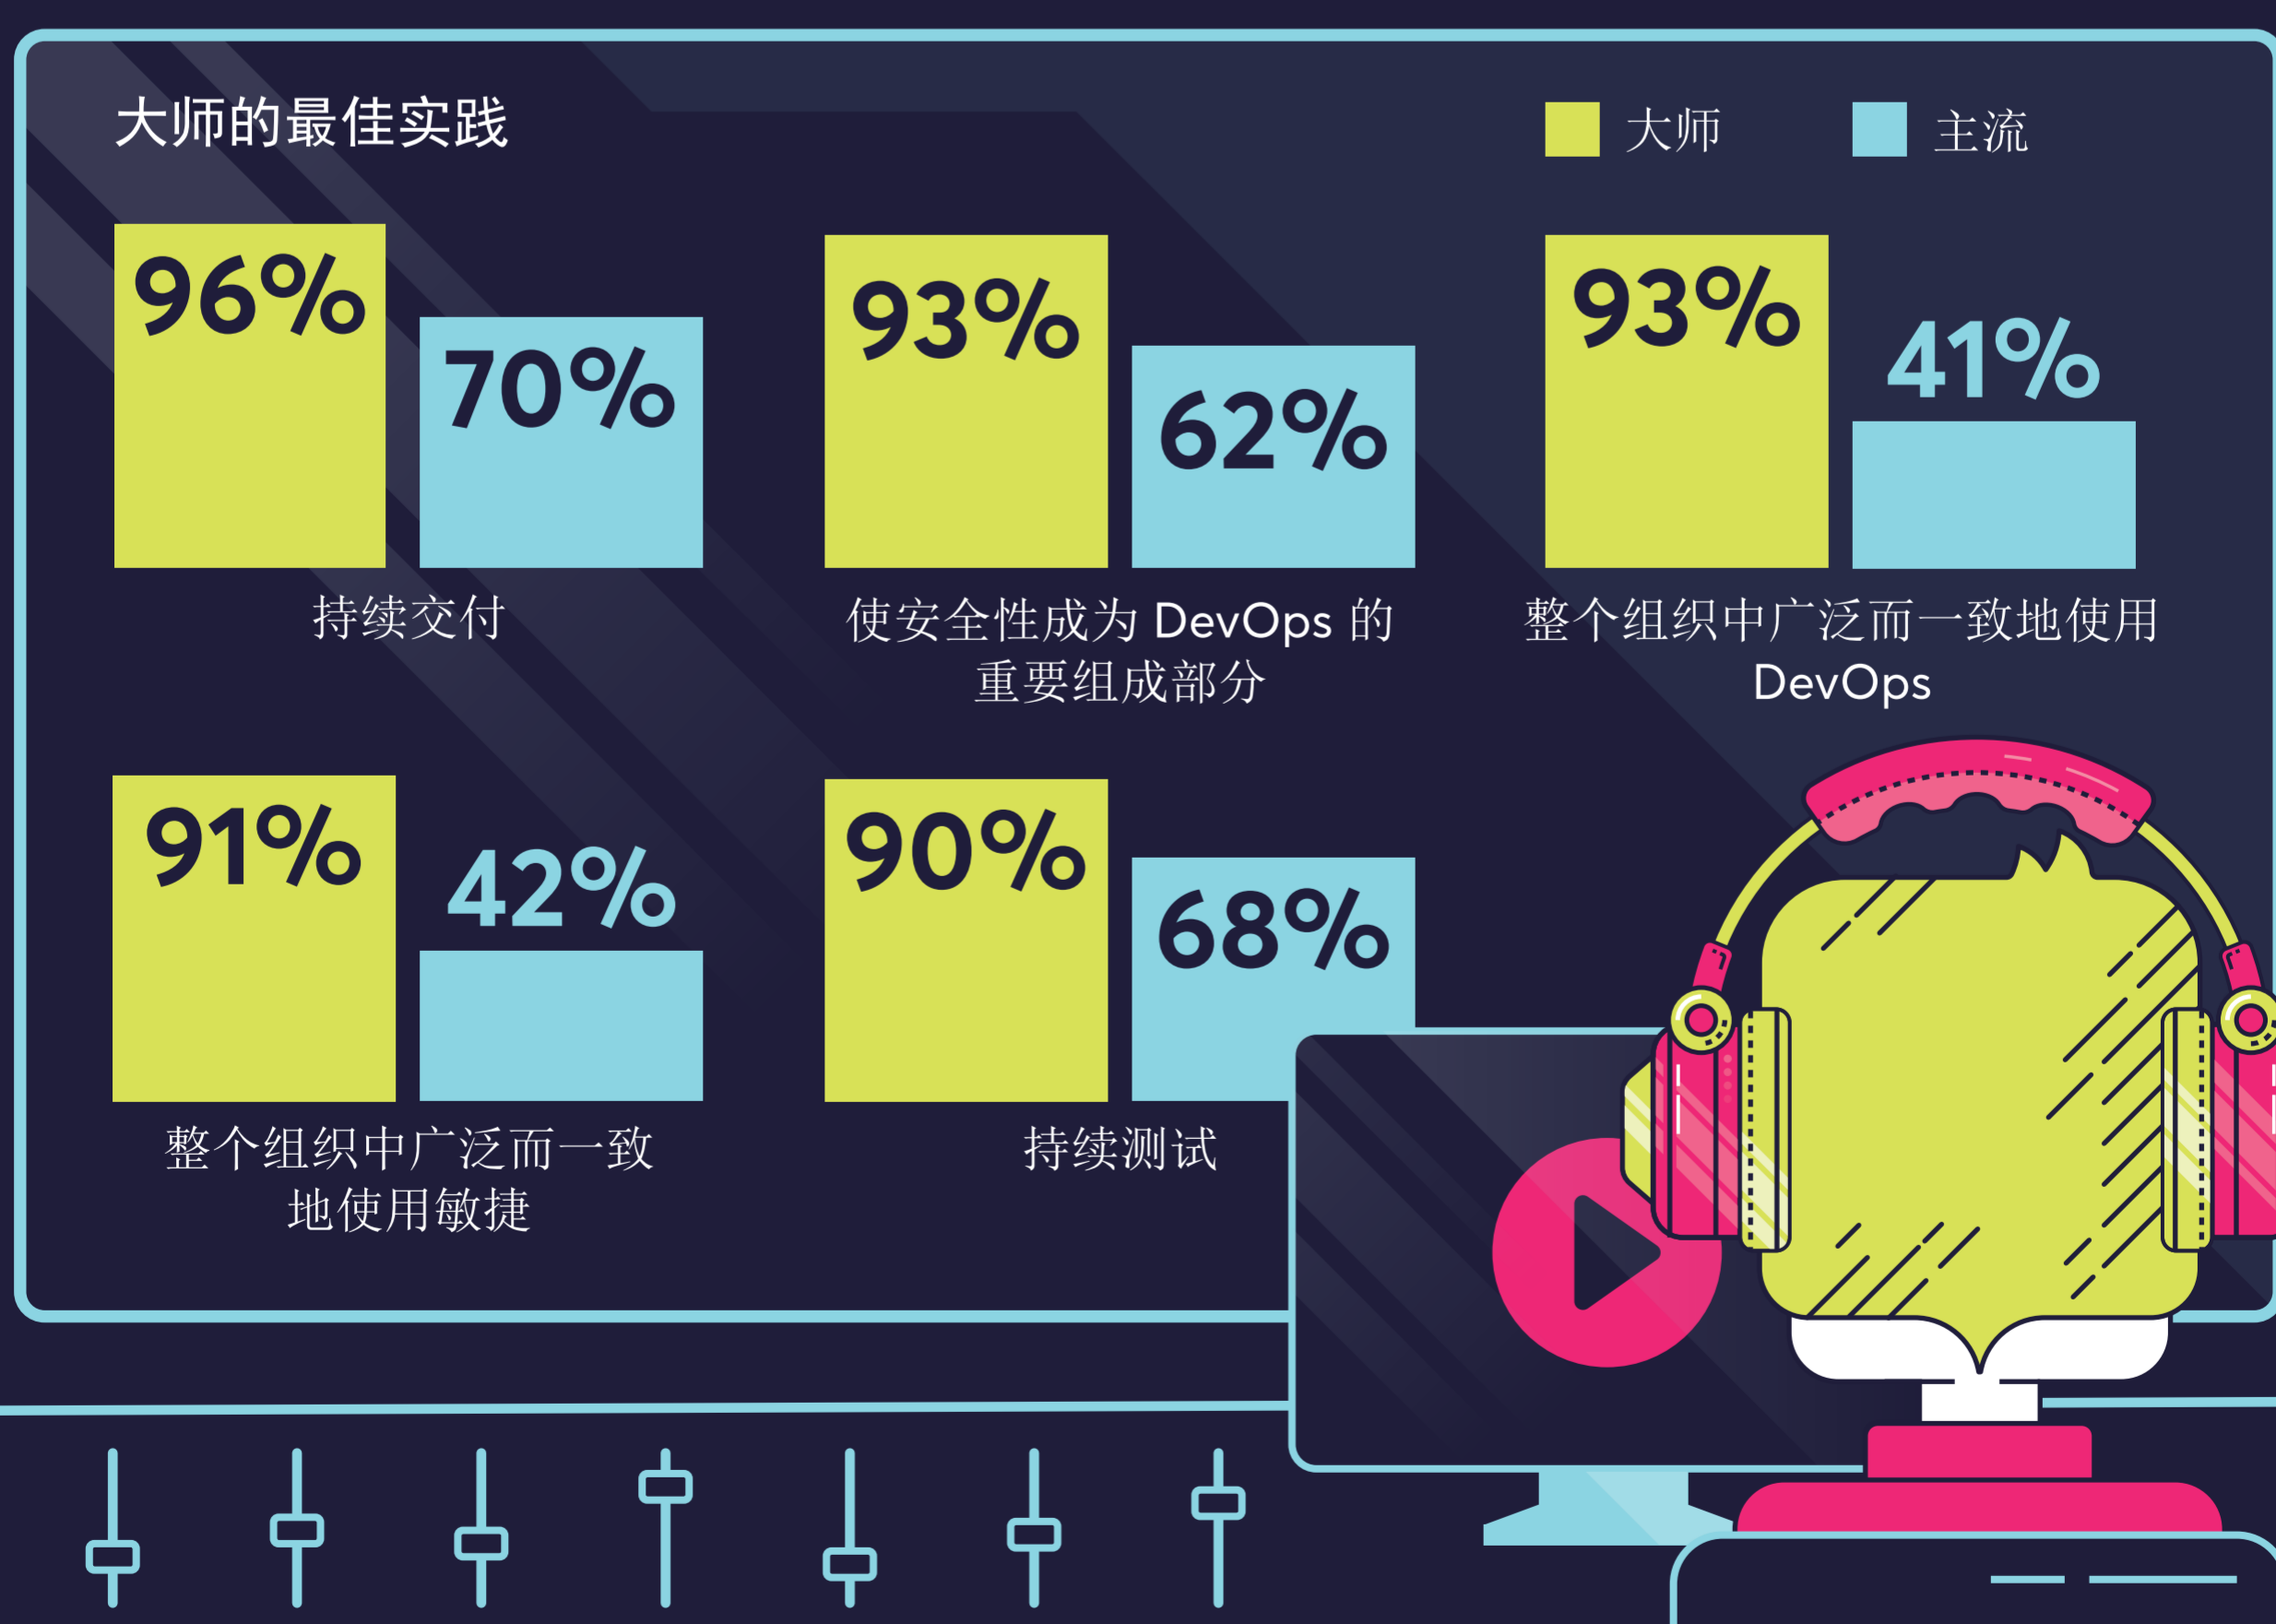 大师的最佳实践
大师
主流
96%
70%
持续交付
93%
62%
使安全性成为 DevOps 的
重要组成部分
93%
41%
整个组织中广泛而一致地使用
DevOps
91%
42%
整个组织中广泛而一致
地使用敏捷
90%
68%
持续测试